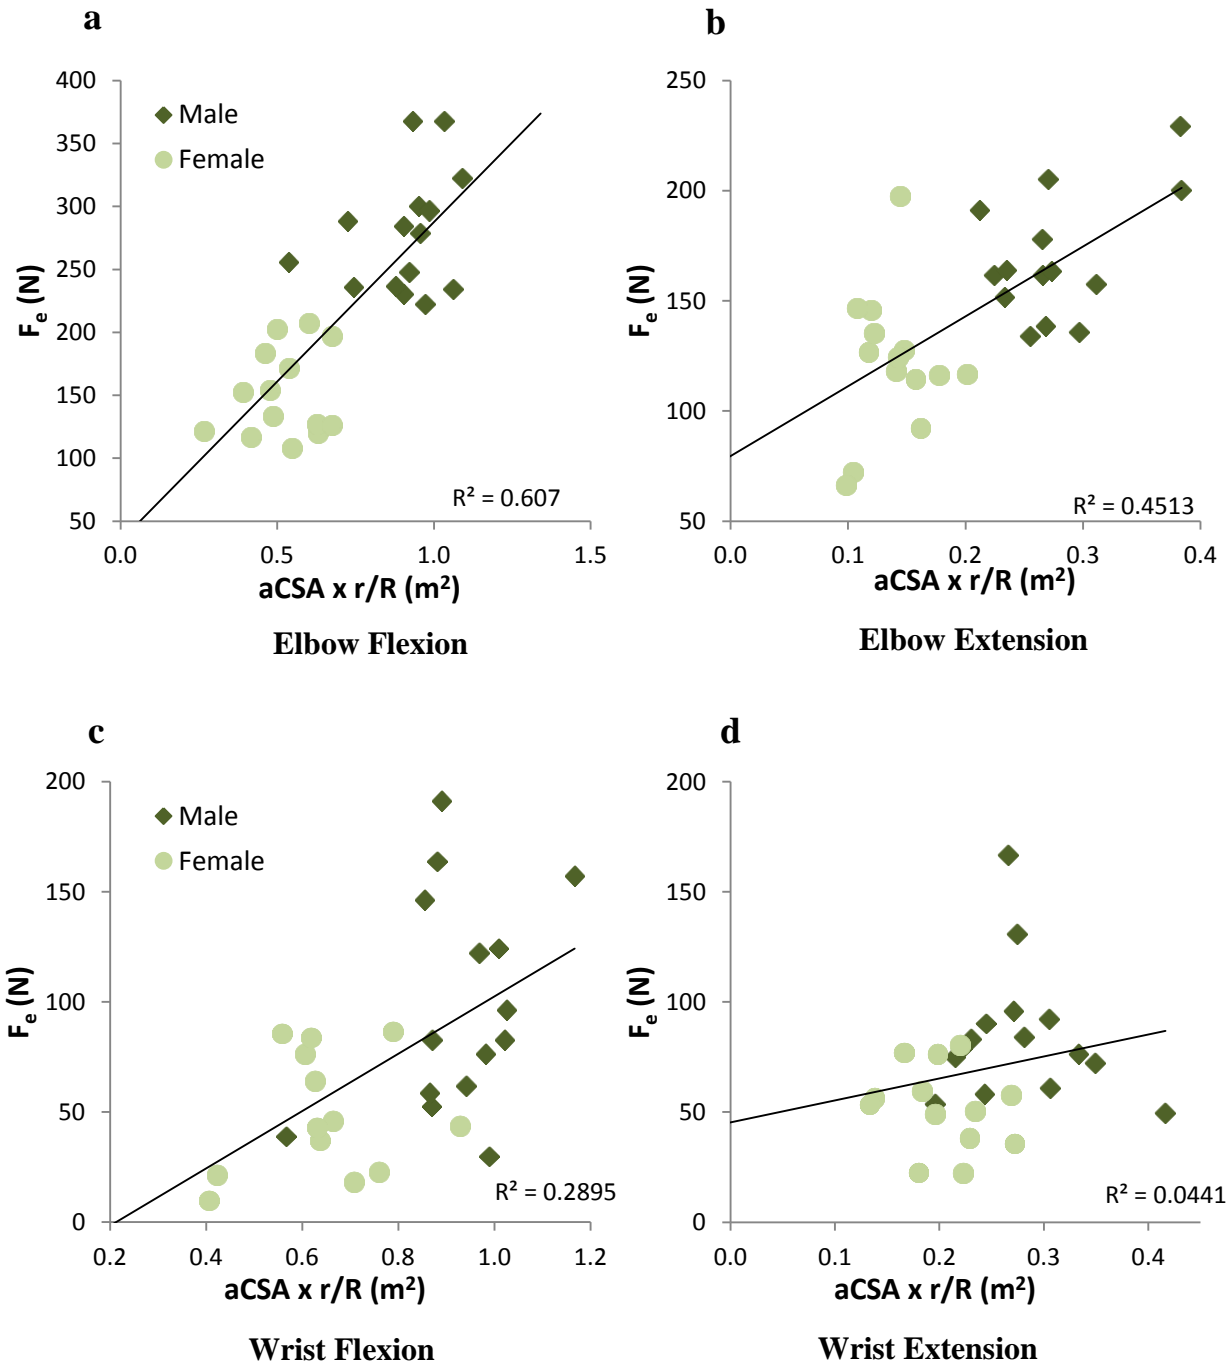 a
400
350
300
250
200
150
100
50
Fₑ (N)
Male
Female
R² = 0.607
0.0 0.5 1.0 1.5
aCSA x r/R (m²)
Elbow Flexion
b
250
200
150
100
50
Fₑ (N)
R² = 0.4513
0.0 0.1 0.2 0.3 0.4
aCSA x r/R (m²)
Elbow Extension
c
200
150
100
50
0
Fₑ (N)
Male
Female
R² = 0.2895
0.2 0.4 0.6 0.8 1.0 1.2
aCSA x r/R (m²)
Wrist Flexion
d
200
150
100
50
0
Fₑ (N)
R² = 0.0441
0.0 0.1 0.2 0.3 0.4
aCSA x r/R (m²)
Wrist Extension